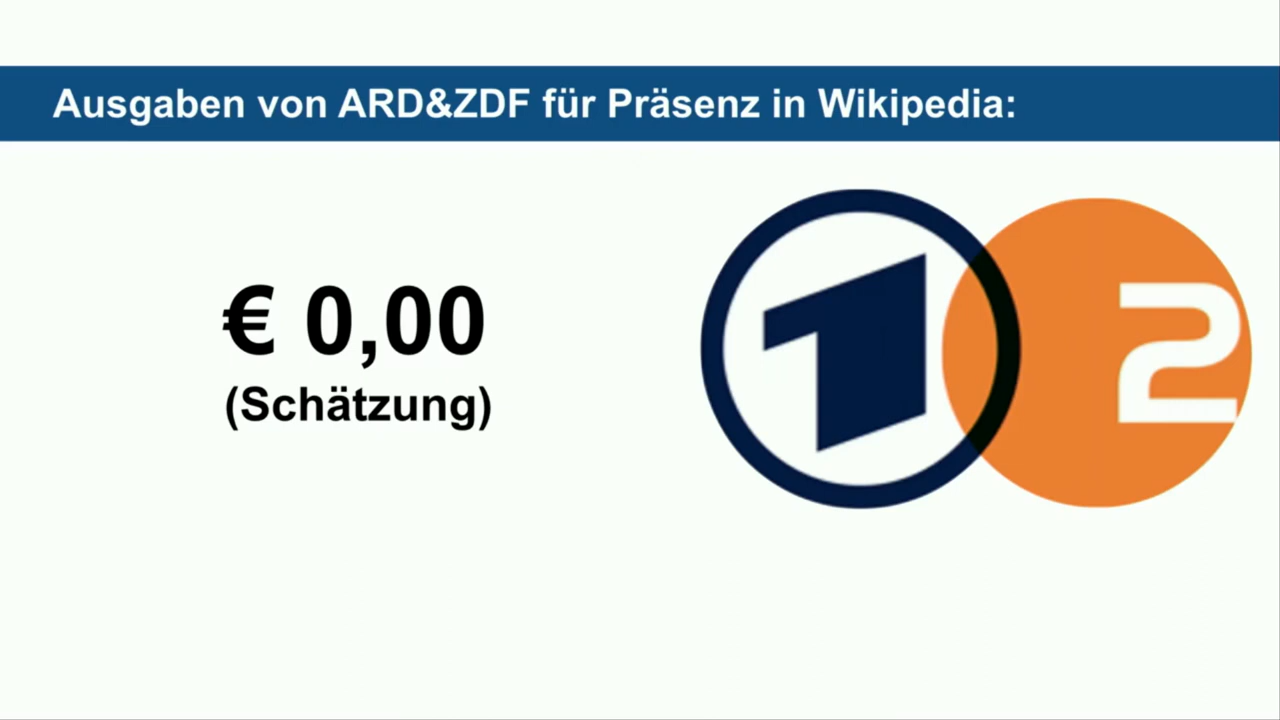 Ausgaben von ARD&ZDF für Präsenz in Wikipedia:
€ 0,00
(Schätzung)
1 2